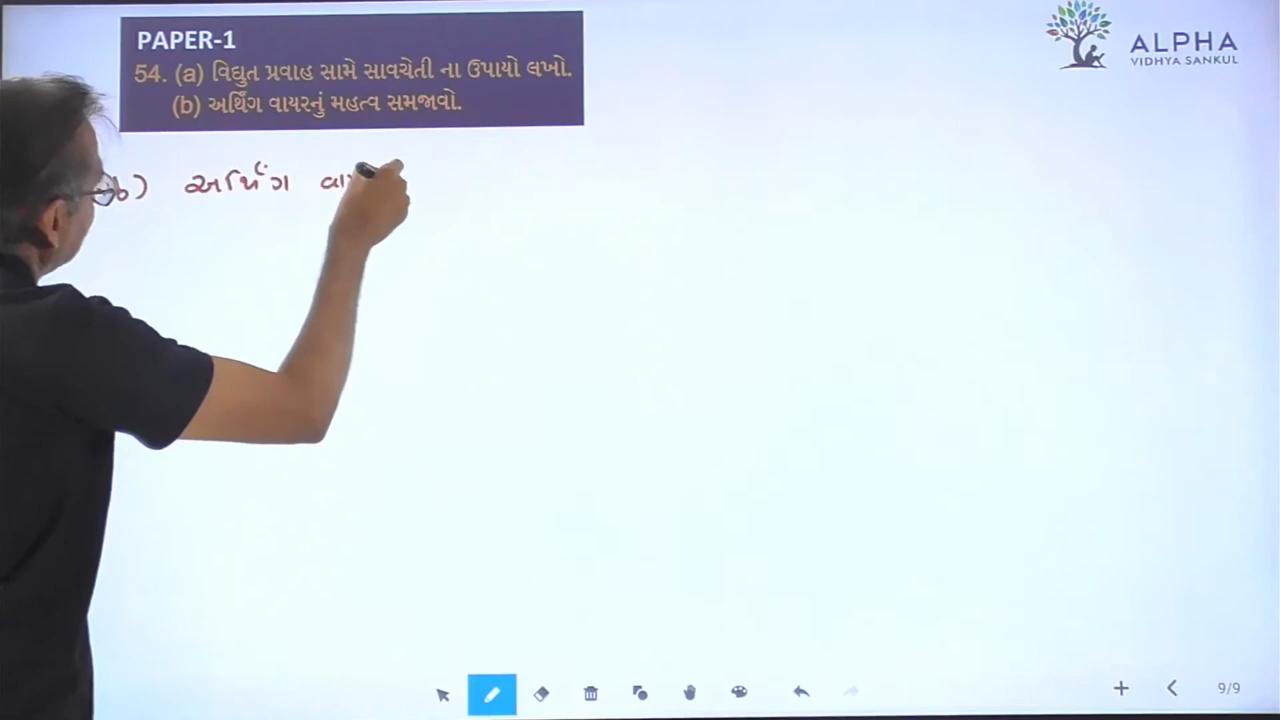 PAPER-1
54. (a) વિદ્યુત પ્રવાહ સામે સાવચેતી ના ઉપાયો લખો.
(b) અર્થિંગ વાયરનું મહત્વ સમજાવો.
ALPHA
VIDHYA SANKUL
b) અર્થિંગ
9/9